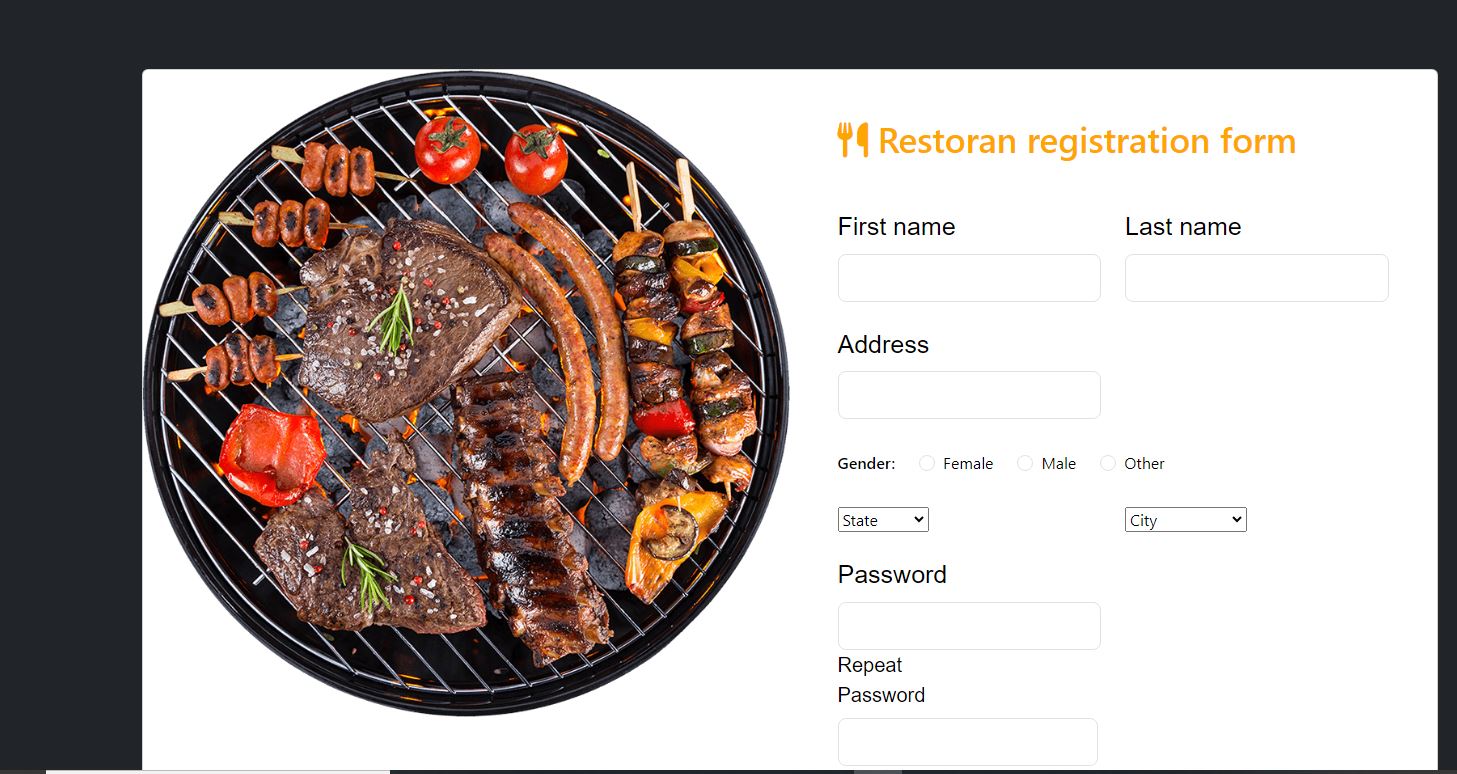 Restoran registration form
First name Last name
Address
Gender: Female Male Other
State City
Password
Repeat
Password